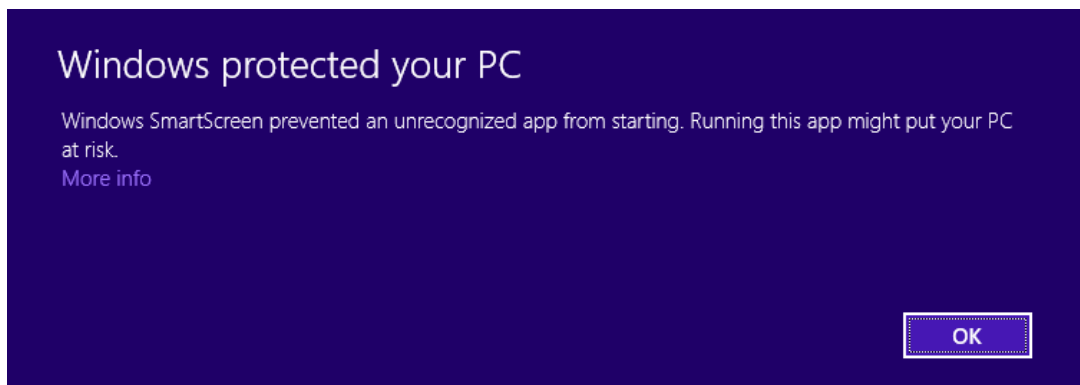 Windows protected your PC
Windows SmartScreen prevented an unrecognized app from starting. Running this app might put your PC
at risk.
More info
OK